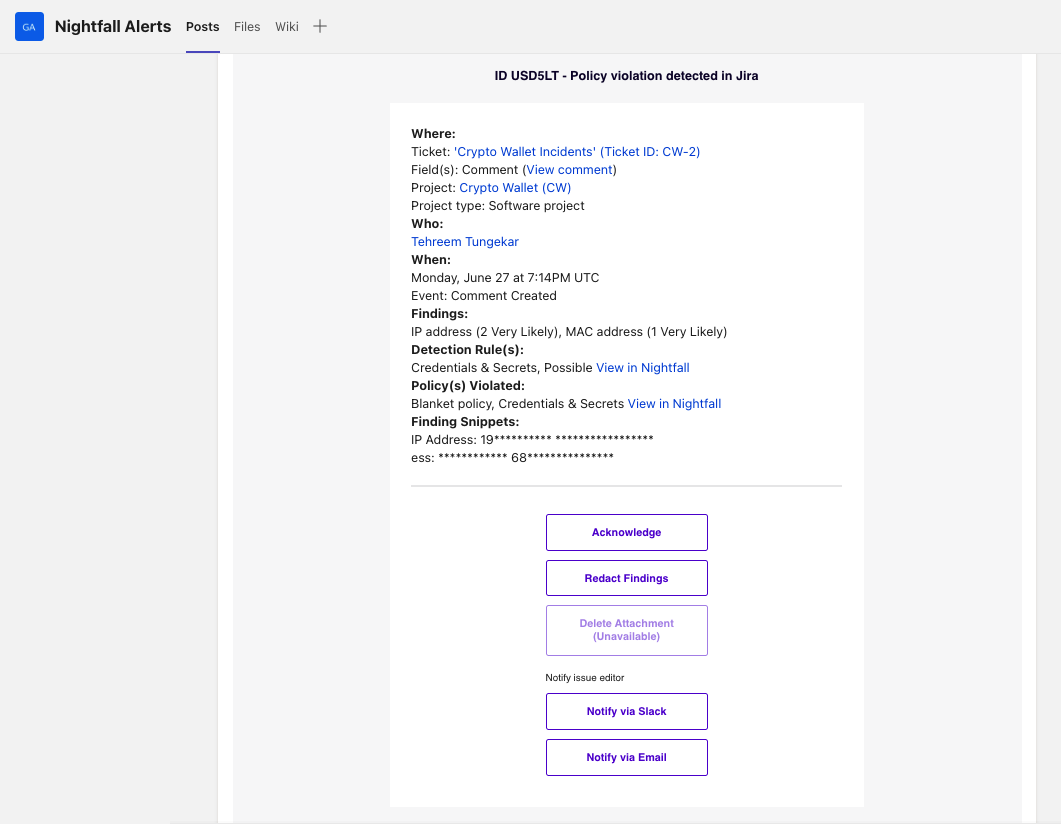 GA Nightfall Alerts Posts Files Wiki +
ID USD5LT - Policy violation detected in Jira
Where:
Ticket: 'Crypto Wallet Incidents' (Ticket ID: CW-2)
Field(s): Comment (View comment)
Project: Crypto Wallet (CW)
Project type: Software project
Who:
Tehreem Tungekar
When:
Monday, June 27 at 7:14PM UTC
Event: Comment Created
Findings:
IP address (2 Very Likely), MAC address (1 Very Likely)
Detection Rule(s):
Credentials & Secrets, Possible View in Nightfall
Policy(s) Violated:
Blanket policy, Credentials & Secrets View in Nightfall
Finding Snippets:
IP Address: 19********** *****************
ess: ************ 68***************
Acknowledge
Redact Findings
Delete Attachment
(Unavailable)
Notify issue editor
Notify via Slack
Notify via Email